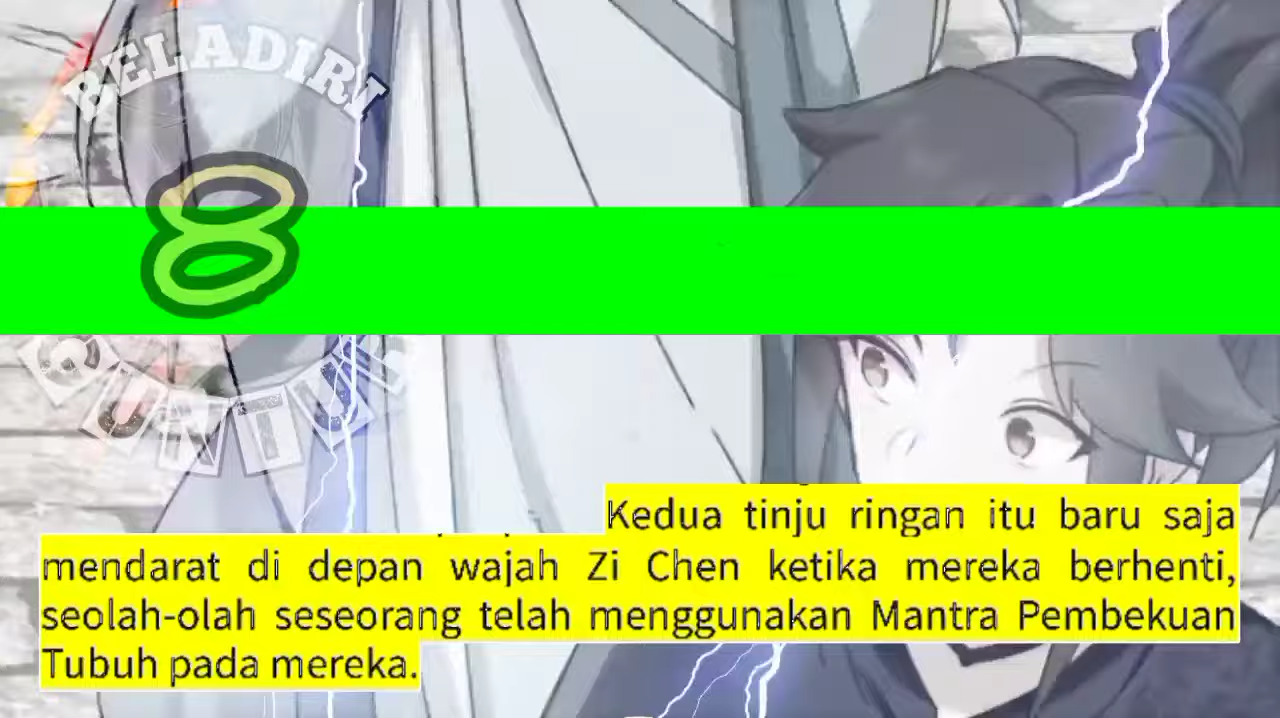 BELADIRI
8
QUNTUM
Kedua tinju ringan itu baru saja
mendarat di depan wajah Zi Chen ketika mereka berhenti,
seolah-olah seseorang telah menggunakan Mantra Pembekuan
Tubuh pada mereka.